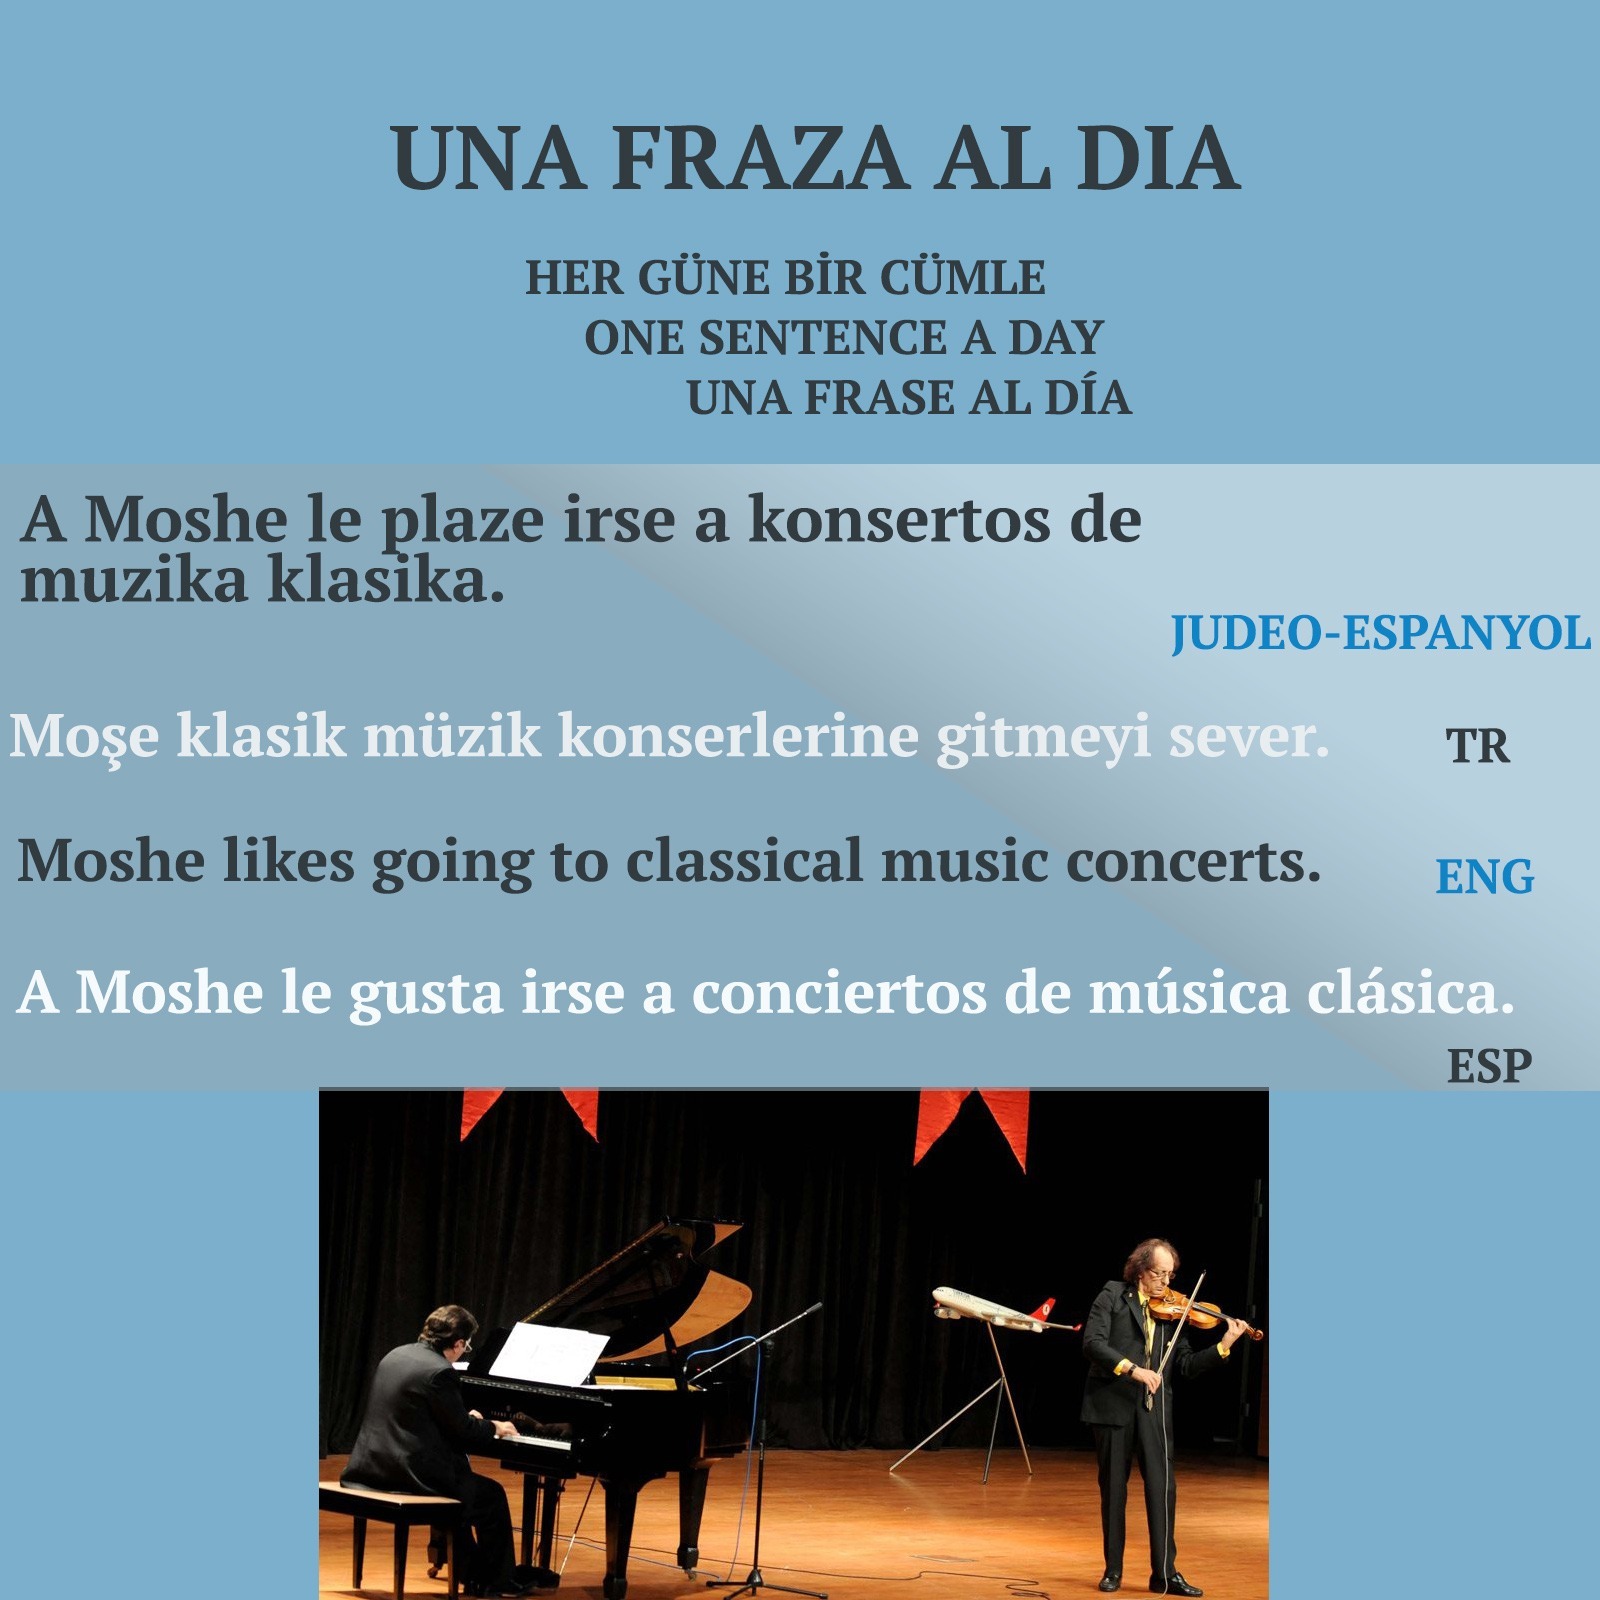 UNA FRAZA AL DIA
HER GÜNE BİR CÜMLE
ONE SENTENCE A DAY
UNA FRASE AL DÍA
A Moshe le plaze irse a konsertos de
muzika klasika.
JUDEO-ESPANYOL
Moşe klasik müzik konserlerine gitmeyi sever.
TR
Moshe likes going to classical music concerts.
ENG
A Moshe le gusta irse a conciertos de música clásica.
ESP